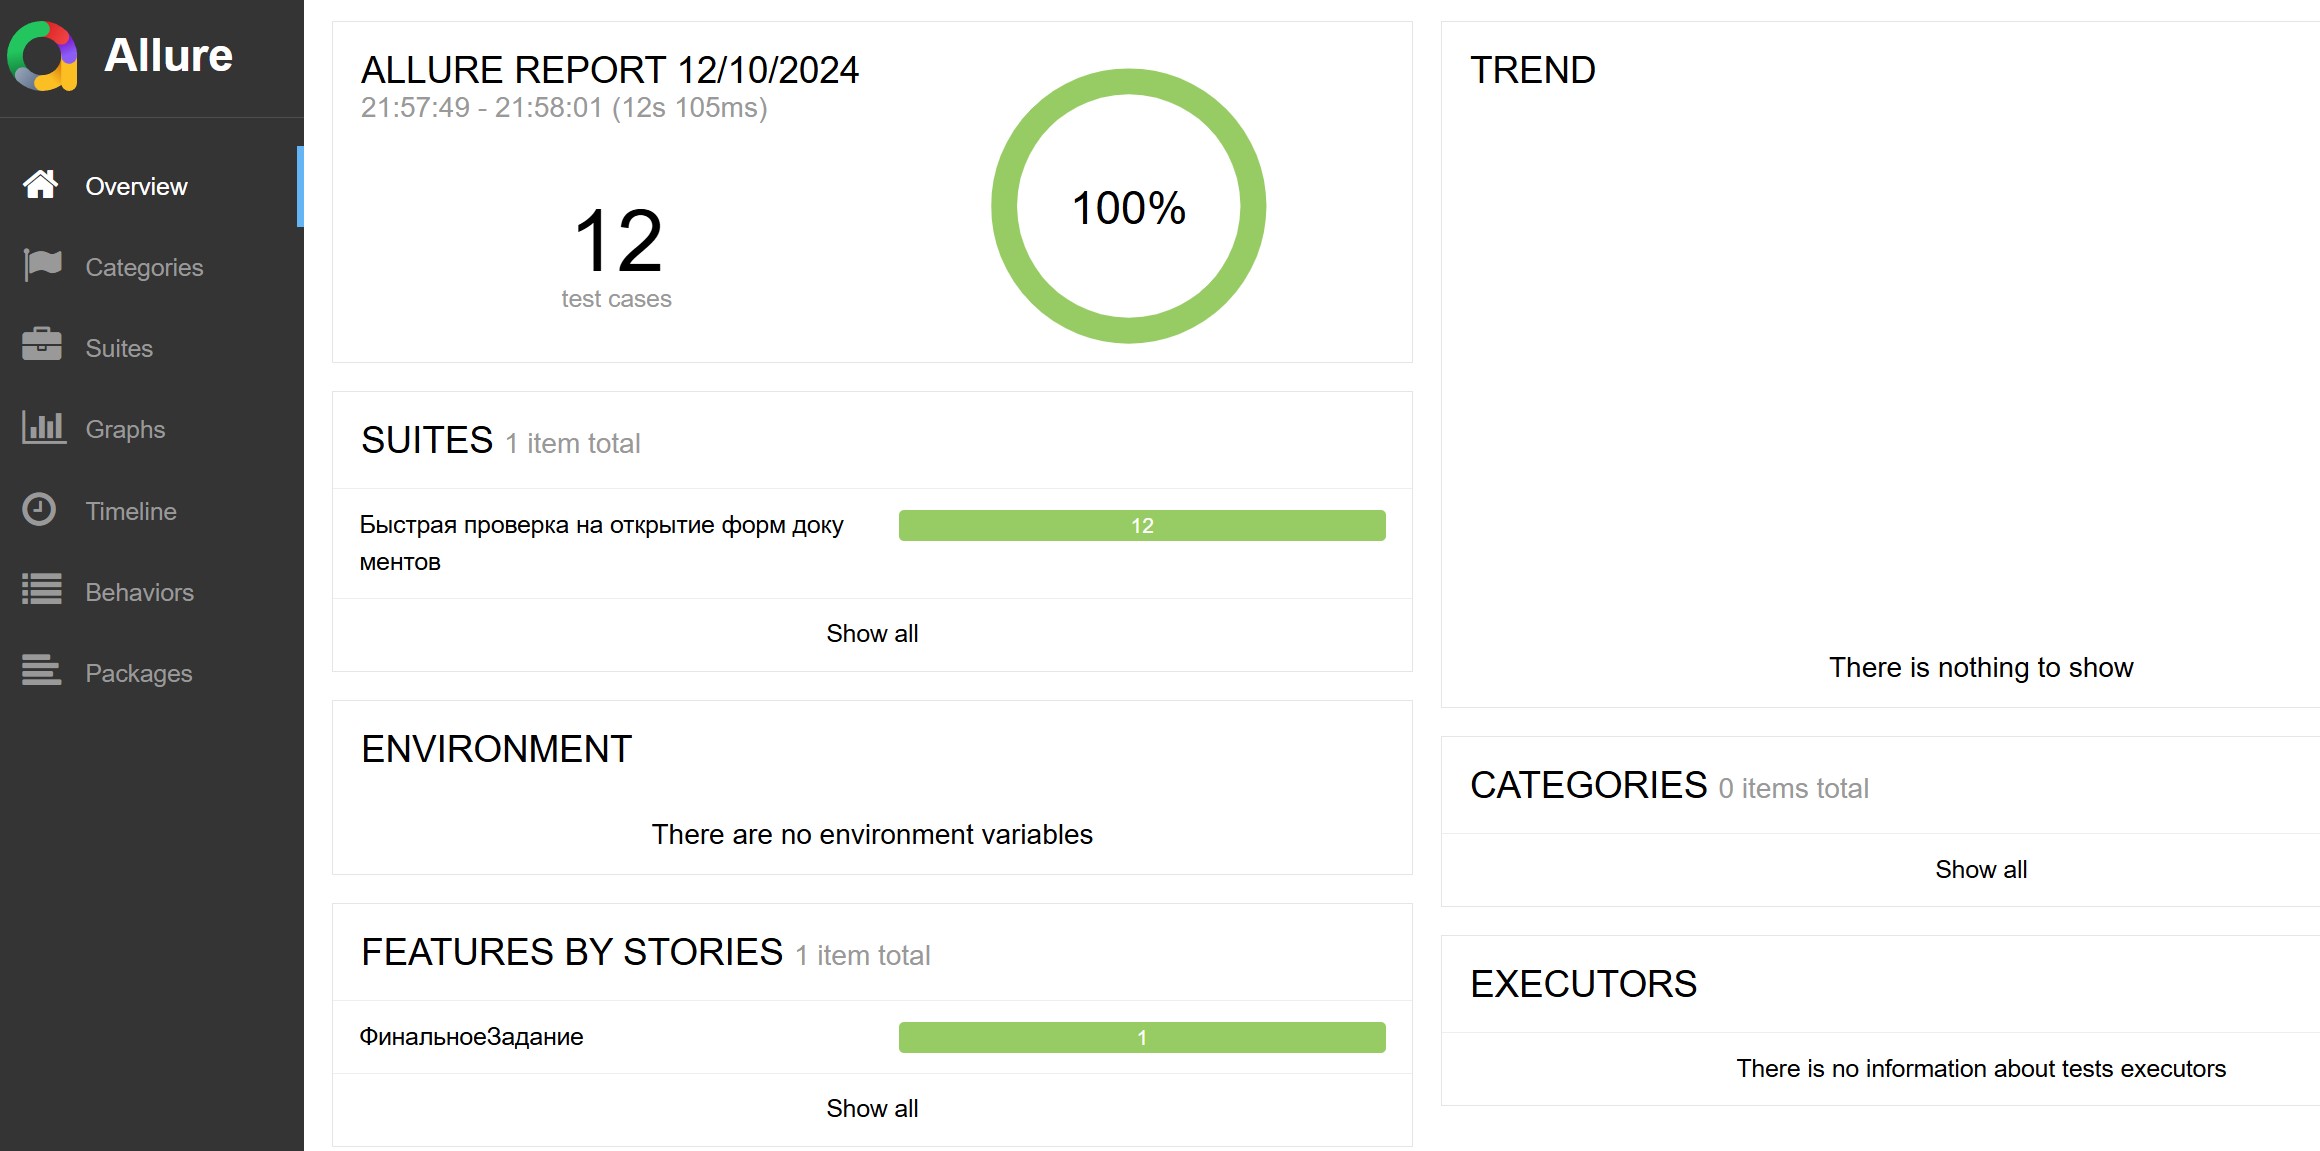 Allure
Overview
Categories
Suites
Graphs
Timeline
Behaviors
Packages
ALLURE REPORT 12/10/2024
21:57:49 - 21:58:01 (12s 105ms)
12
test cases
100%
SUITES 1 item total
Быстрая проверка на открытие форм доку
ментов
12
Show all
ENVIRONMENT
There are no environment variables
FEATURES BY STORIES 1 item total
ФинальноеЗадание
1
Show all
TREND
There is nothing to show
CATEGORIES 0 items total
Show all
EXECUTORS
There is no information about tests executors